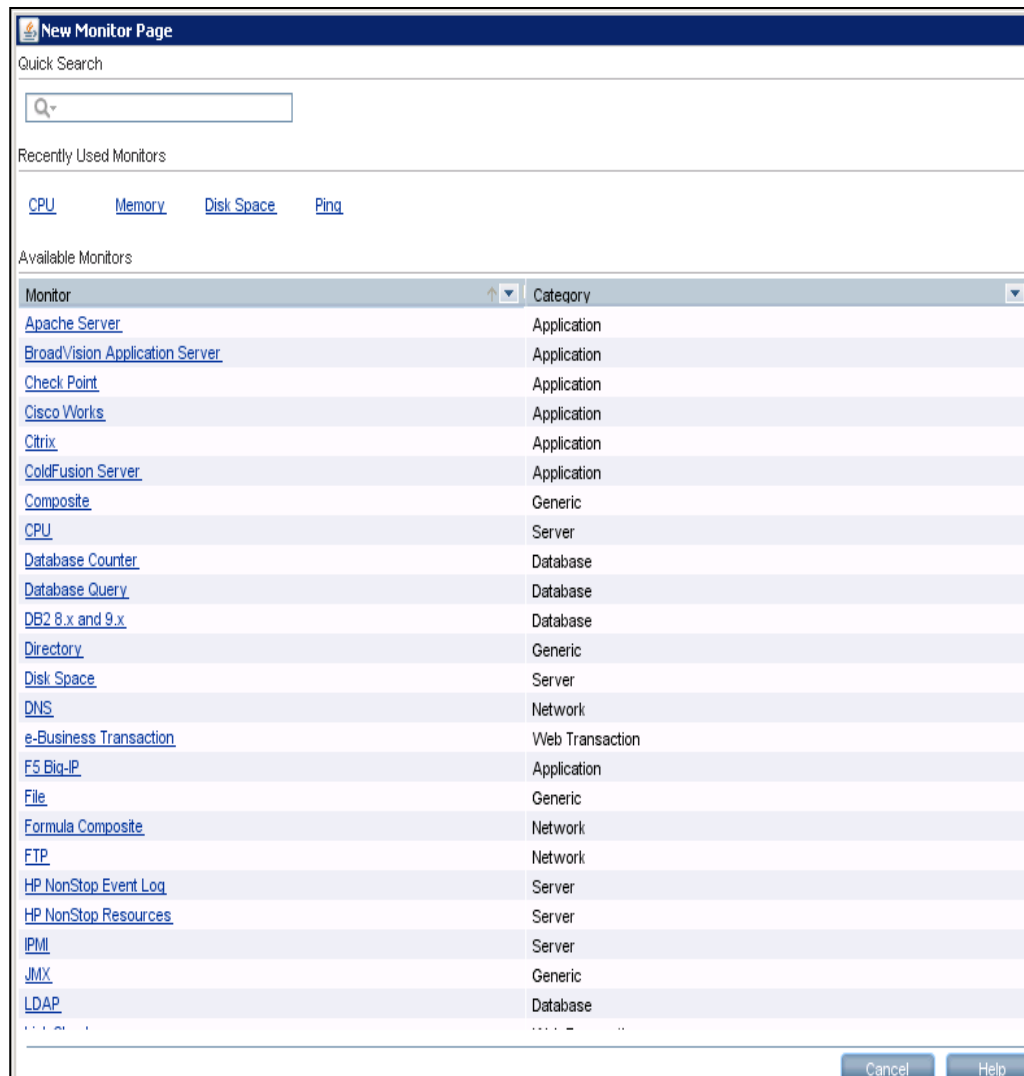 New Monitor Page
Quick Search
Recently Used Monitors
CPU Memory Disk Space Ping
Available Monitors
Monitor Category
Apache Server Application
BroadVision Application Server Application
Check Point Application
Cisco Works Application
Citrix Application
ColdFusion Server Application
Composite Generic
CPU Server
Database Counter Database
Database Query Database
DB2 8.x and 9.x Database
Directory Generic
Disk Space Server
DNS Network
e-Business Transaction Web Transaction
F5 Big-IP Application
File Generic
Formula Composite Network
FTP Network
HP NonStop Event Log Server
HP NonStop Resources Server
IPMI Server
JMX Generic
LDAP Database
Cancel Help